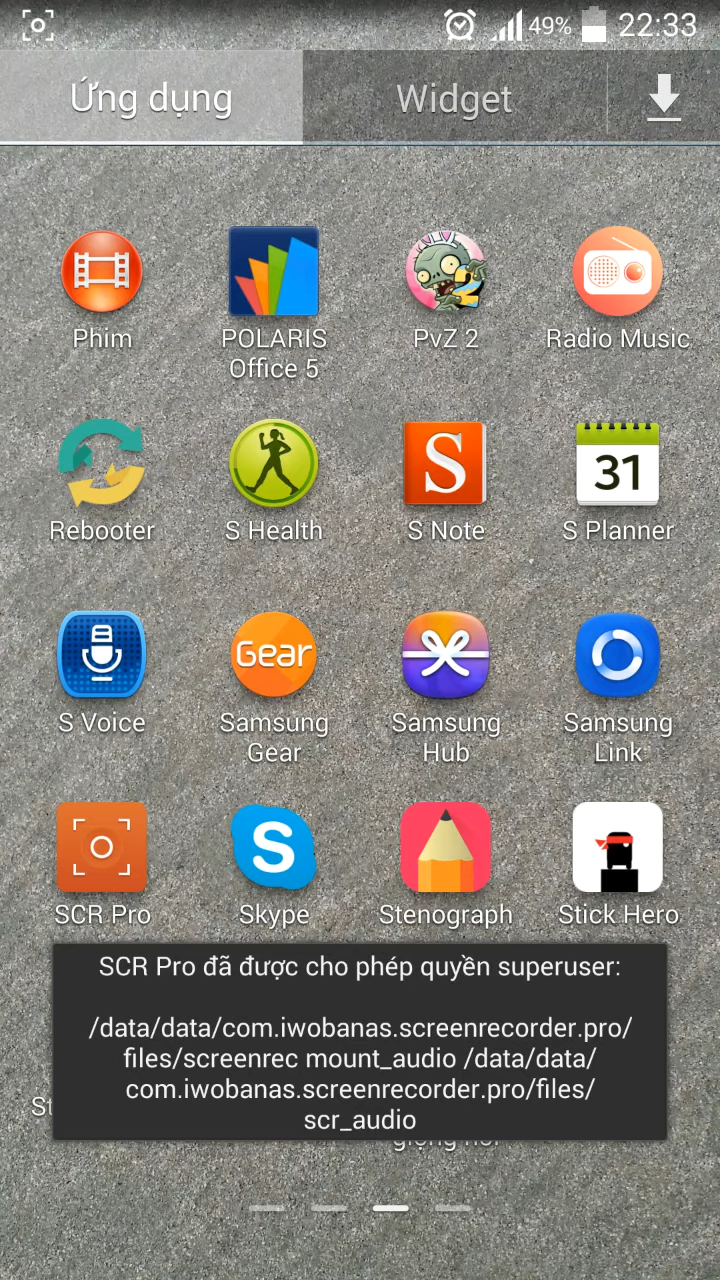 49% 22:33
Ứng dụng Widget
Phim POLARIS Office 5 PvZ 2 Radio Music
31
Rebooter S Health S Note S Planner
Gear
S Voice Samsung Gear Samsung Hub Samsung Link
SCR Pro Skype Stenograph Stick Hero
SCR Pro đã được cho phép quyền superuser:
/data/data/com.iwobanas.screenrecorder.pro/
files/screenrec mount_audio /data/data/
com.iwobanas.screenrecorder.pro/files/
scr_audio